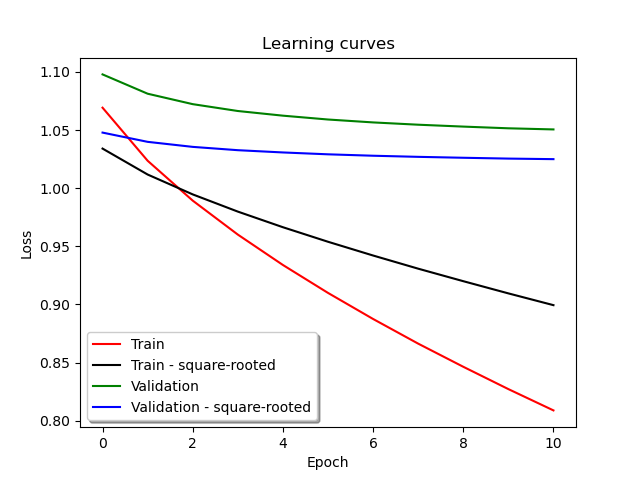 Learning curves
1.10
1.05
1.00
0.95
0.90
0.85
0.80
Loss
Train
Train - square-rooted
Validation
Validation - square-rooted
0 2 4 6 8 10
Epoch